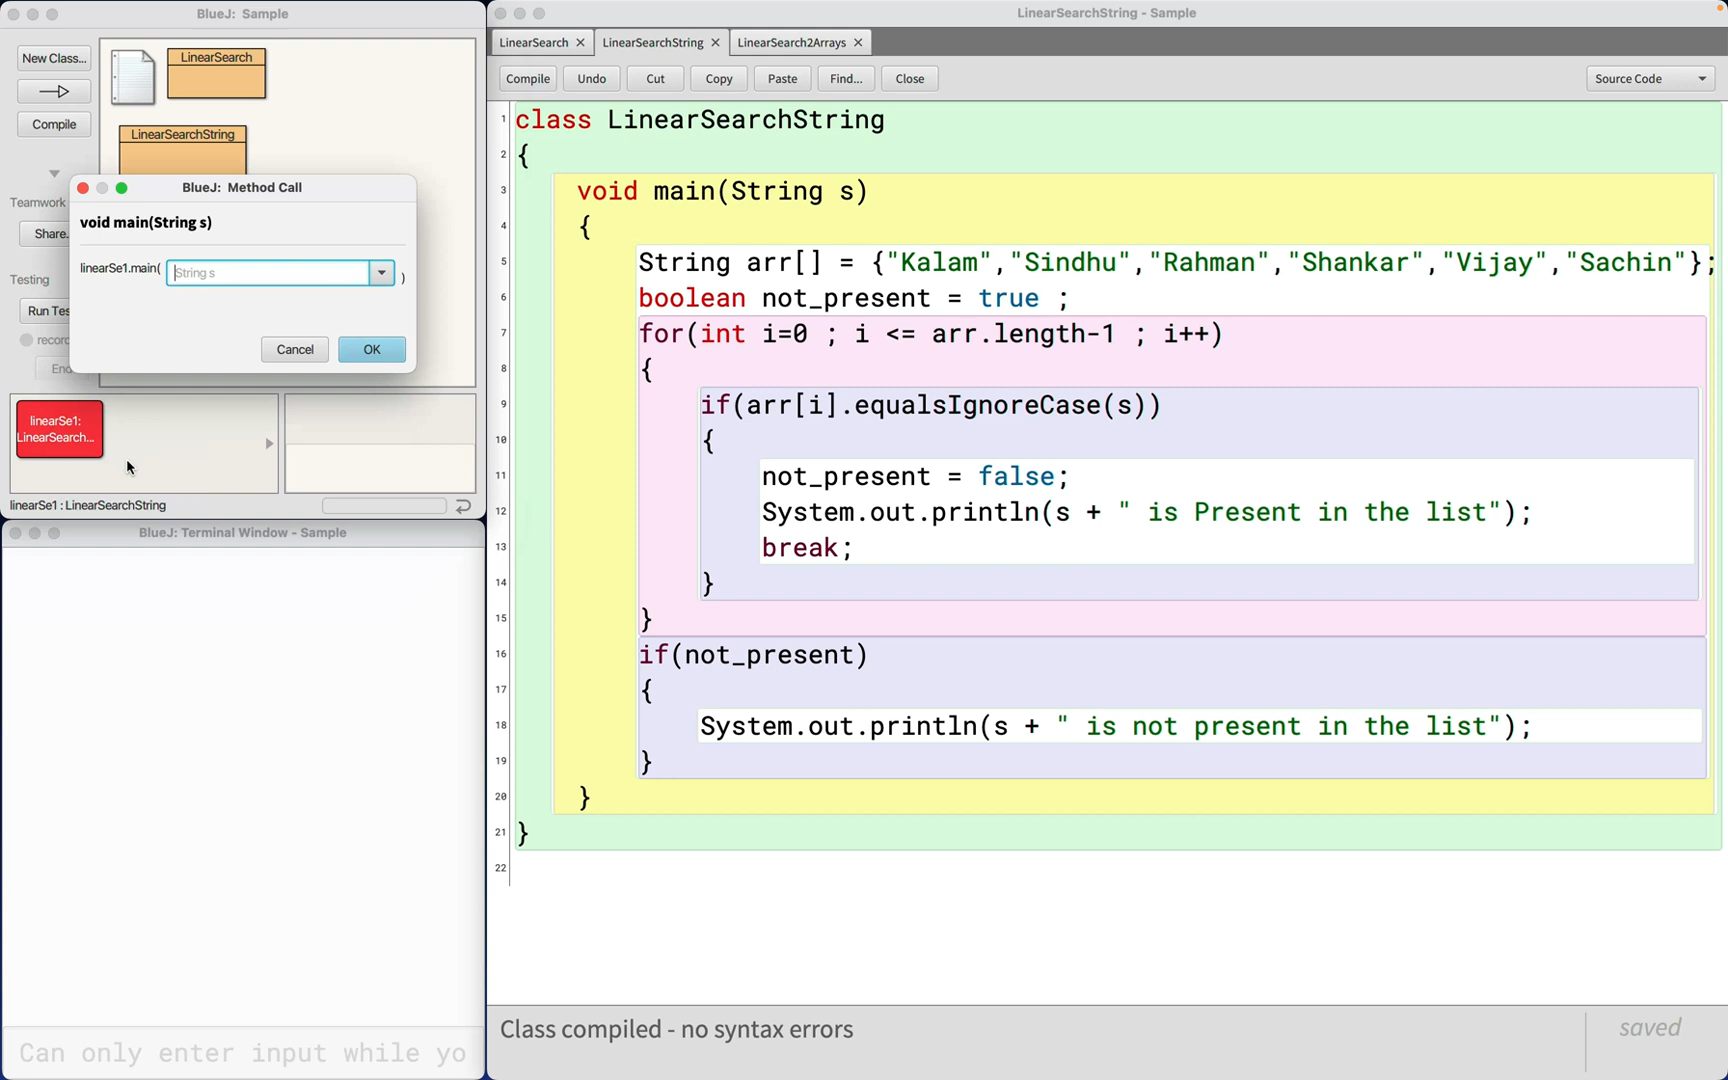 BlueJ: Sample
New Class...
Compile
LinearSearch
LinearSearchString
Teamwork
Share.
Testing
Run Tes
recor
End
BlueJ: Method Call
void main(String s)
linearSe1.main(
String s
)
Cancel
OK
linearSe1:
LinearSearch...
linearSe1 : LinearSearchString
BlueJ: Terminal Window - Sample
Can only enter input while yo
LinearSearchString - Sample
LinearSearch
LinearSearchString
LinearSearch2Arrays
Compile
Undo
Cut
Copy
Paste
Find...
Close
Source Code
1 class LinearSearchString
2 {
3 void main(String s)
4 {
5 String arr[] = {"Kalam","Sindhu","Rahman","Shankar","Vijay","Sachin"};
6 boolean not_present = true ;
7 for(int i=0 ; i <= arr.length-1 ; i++)
8 {
9 if(arr[i].equalsIgnoreCase(s))
10 {
11 not_present = false;
12 System.out.println(s + " is Present in the list");
13 break;
14 }
15 }
16 if(not_present)
17 {
18 System.out.println(s + " is not present in the list");
19 }
20 }
21 }
22
Class compiled - no syntax errors
saved